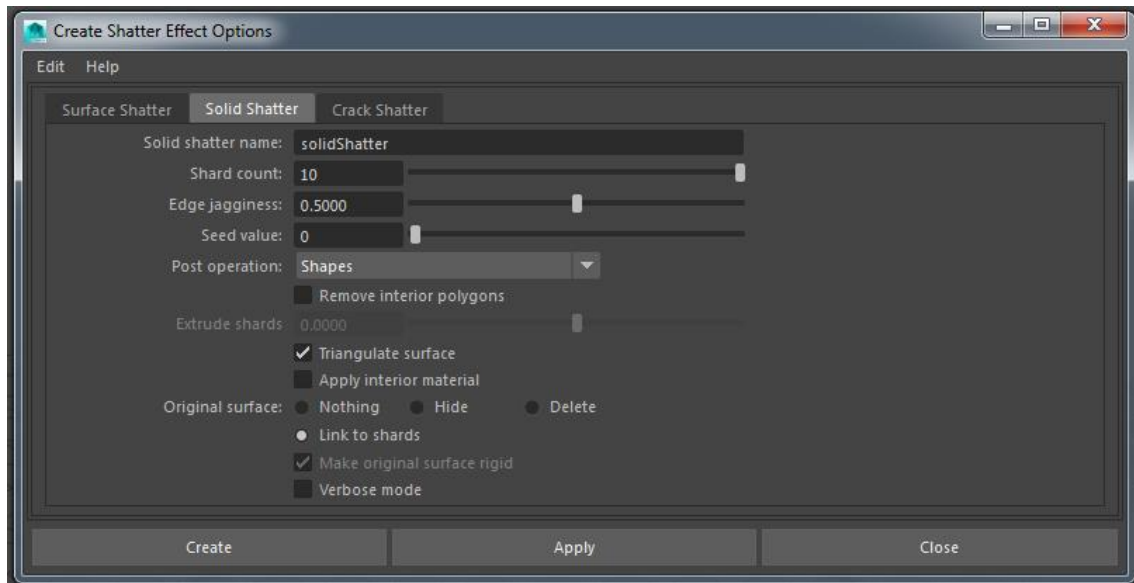 Create Shatter Effect Options
Edit Help
Surface Shatter Solid Shatter Crack Shatter
Solid shatter name: solidShatter
Shard count: 10
Edge jagginess: 0.5000
Seed value: 0
Post operation: Shapes
Remove interior polygons
Extrude shards 0.0000
Triangulate surface
Apply interior material
Original surface: Nothing Hide Delete
Link to shards
Make original surface rigid
Verbose mode
Create Apply Close